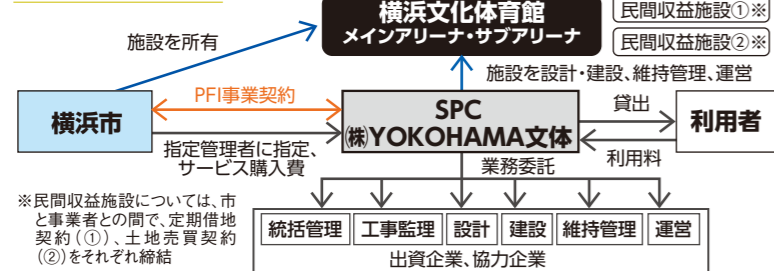 横浜文化体育館
メインアリーナ・サブアリーナ
民間収益施設①※
民間収益施設②※
施設を所有
施設を設計・建設、維持管理、運営
横浜市
PFI事業契約
SPC
㈱YOKOHAMA文体
貸出
利用者
利用料
指定管理者に指定、
サービス購入費
業務委託
※民間収益施設については、市
と事業者との間で、定期借地
契約(①)、土地売買契約
(②)をそれぞれ締結
統括管理 工事監理 設計 建設 維持管理 運営
出資企業、協力企業